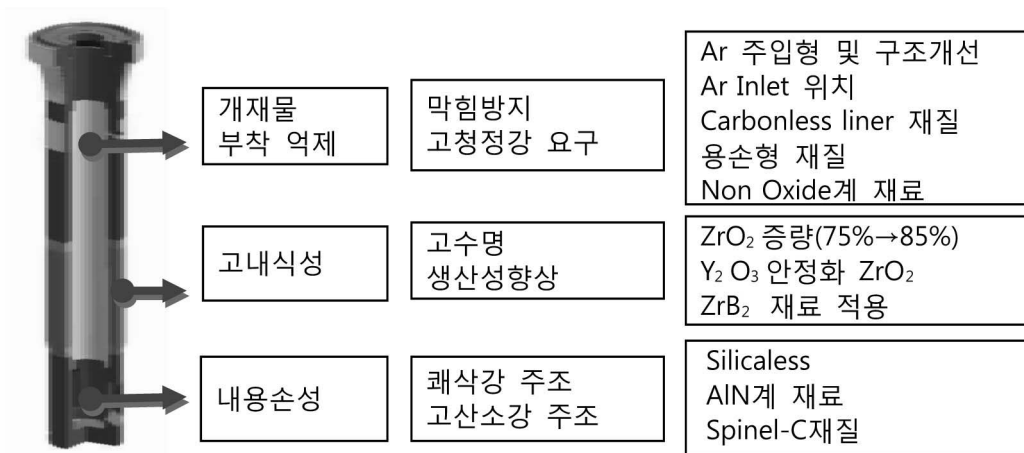 개재물
부착 억제
막힘방지
고청정강 요구
Ar 주입형 및 구조개선
Ar Inlet 위치
Carbonless liner 재질
용손형 재질
Non Oxide계 재료
고내식성
고수명
생산성향상
ZrO₂ 증량(75%→85%)
Y₂ O₃ 안정화 ZrO₂
ZrB₂ 재료 적용
내용손성
쾌삭강 주조
고산소강 주조
Silicaless
AlN계 재료
Spinel-C재질